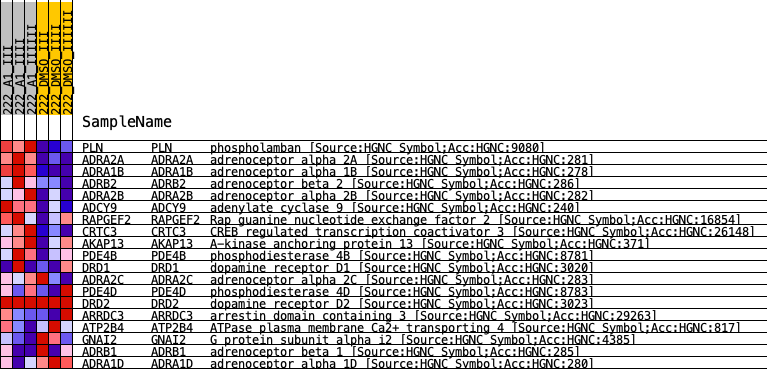 222_A1_III
222_A1_IIII
222_A1_IIIIII
222_DMSO_III
222_DMSO_IIII
222_DMSO_IIIIII
SampleName
PLN PLN phospholamban [Source:HGNC Symbol;Acc:HGNC:9080]
ADRA2A ADRA2A adrenoceptor alpha 2A [Source:HGNC Symbol;Acc:HGNC:281]
ADRA1B ADRA1B adrenoceptor alpha 1B [Source:HGNC Symbol;Acc:HGNC:278]
ADRB2 ADRB2 adrenoceptor beta 2 [Source:HGNC Symbol;Acc:HGNC:286]
ADRA2B ADRA2B adrenoceptor alpha 2B [Source:HGNC Symbol;Acc:HGNC:282]
ADCY9 ADCY9 adenylate cyclase 9 [Source:HGNC Symbol;Acc:HGNC:240]
RAPGEF2 RAPGEF2 Rap guanine nucleotide exchange factor 2 [Source:HGNC Symbol;Acc:HGNC:16854]
CRTC3 CRTC3 CREB regulated transcription coactivator 3 [Source:HGNC Symbol;Acc:HGNC:26148]
AKAP13 AKAP13 A-kinase anchoring protein 13 [Source:HGNC Symbol;Acc:HGNC:371]
PDE4B PDE4B phosphodiesterase 4B [Source:HGNC Symbol;Acc:HGNC:8781]
DRD1 DRD1 dopamine receptor D1 [Source:HGNC Symbol;Acc:HGNC:3020]
ADRA2C ADRA2C adrenoceptor alpha 2C [Source:HGNC Symbol;Acc:HGNC:283]
PDE4D PDE4D phosphodiesterase 4D [Source:HGNC Symbol;Acc:HGNC:8783]
DRD2 DRD2 dopamine receptor D2 [Source:HGNC Symbol;Acc:HGNC:3023]
ARRDC3 ARRDC3 arrestin domain containing 3 [Source:HGNC Symbol;Acc:HGNC:29263]
ATP2B4 ATP2B4 ATPase plasma membrane Ca2+ transporting 4 [Source:HGNC Symbol;Acc:HGNC:817]
GNAI2 GNAI2 G protein subunit alpha i2 [Source:HGNC Symbol;Acc:HGNC:4385]
ADRB1 ADRB1 adrenoceptor beta 1 [Source:HGNC Symbol;Acc:HGNC:285]
ADRA1D ADRA1D adrenoceptor alpha 1D [Source:HGNC Symbol;Acc:HGNC:280]